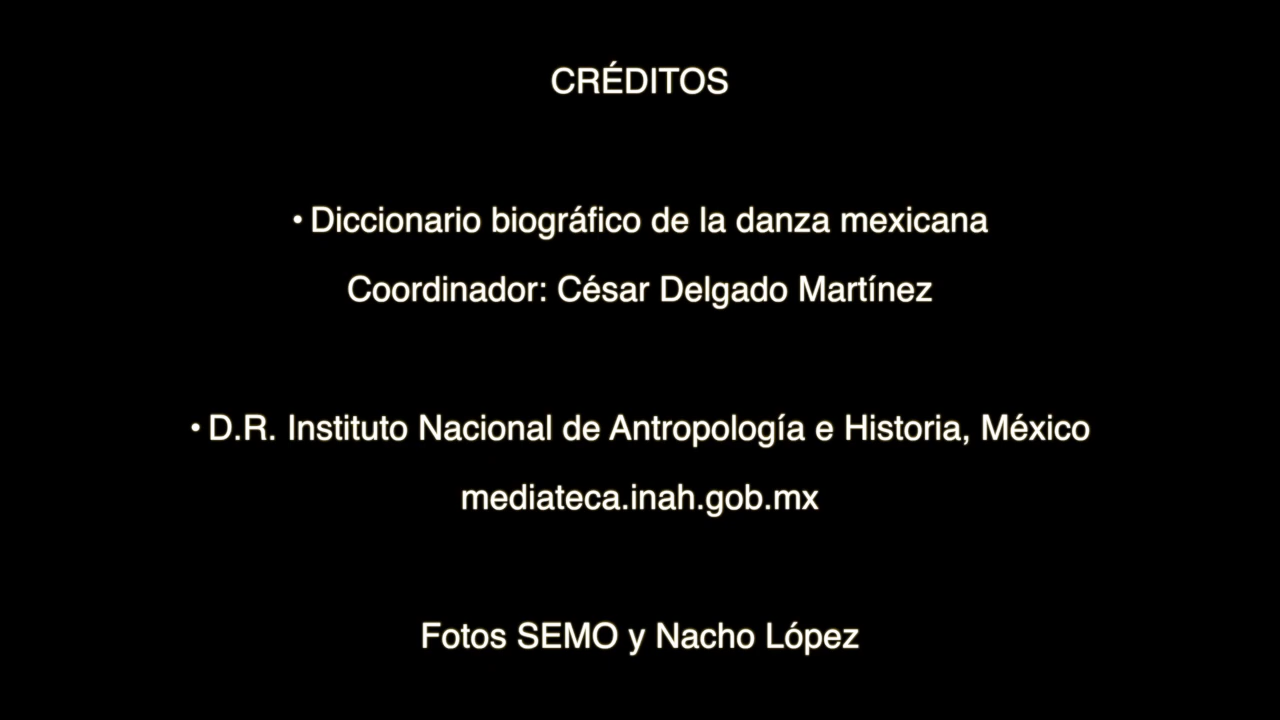 CRÉDITOS
• Diccionario biográfico de la danza mexicana
Coordinador: César Delgado Martínez
• D.R. Instituto Nacional de Antropología e Historia, México
mediateca.inah.gob.mx
Fotos SEMO y Nacho López